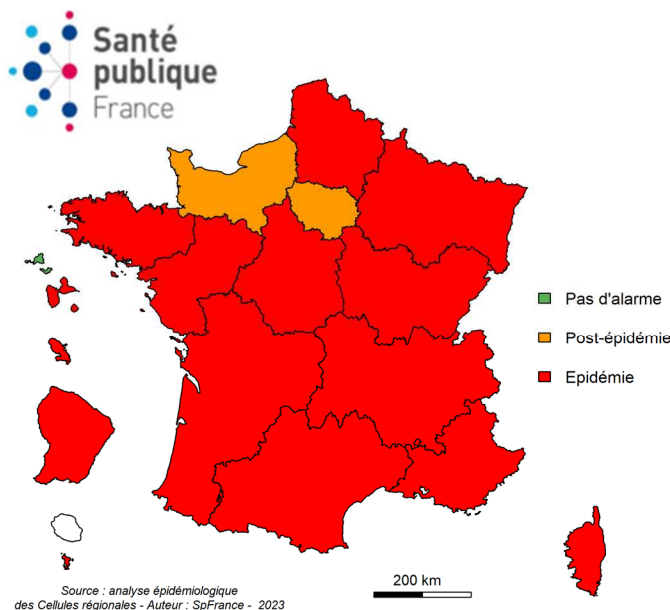 Santé
publique
France
Pas d'alarme
Post-épidémie
Epidémie
200 km
Source : analyse épidémiologique
des Cellules régionales - Auteur : SpFrance - 2023